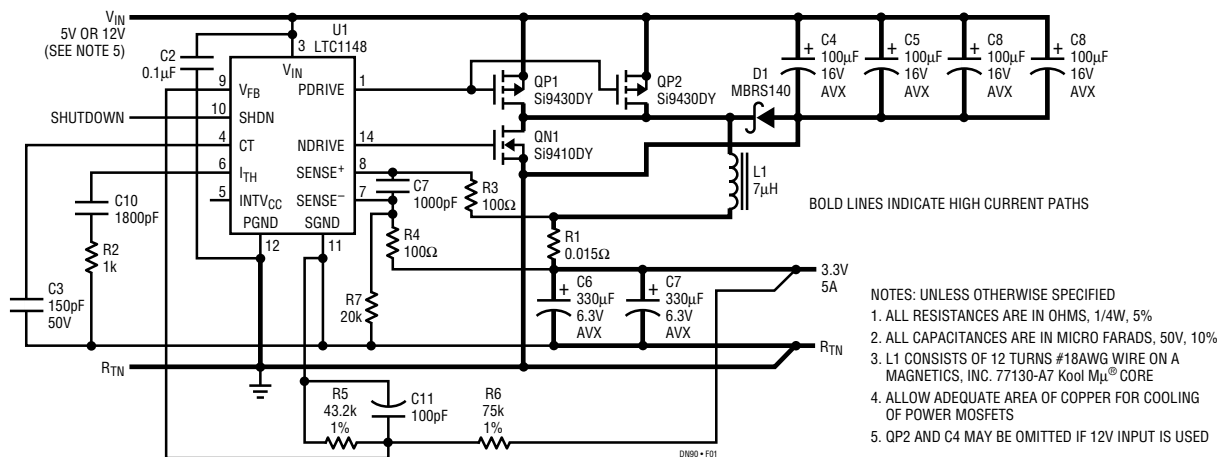 VIN
5V OR 12V
(SEE NOTE 5)
C2
0.1µF
U1
LTC1148
3
VIN
9
VFB
PDRIVE
1
SHUTDOWN
10
SHDN
4
CT
NDRIVE
14
6
ITH
SENSE+
8
5
INTVCC
SENSE−
7
PGND
SGND
12
11
QP1
Si9430DY
QP2
Si9430DY
QN1
Si9410DY
D1
MBRS140
+
C4
100µF
16V
AVX
+
C5
100µF
16V
AVX
+
C8
100µF
16V
AVX
+
C8
100µF
16V
AVX
L1
7µH
BOLD LINES INDICATE HIGH CURRENT PATHS
C10
1800pF
R2
1k
C3
150pF
50V
C7
1000pF
R3
100Ω
R4
100Ω
R7
20k
R1
0.015Ω
+
C6
330µF
6.3V
AVX
+
C7
330µF
6.3V
AVX
3.3V
5A
RTN
RTN
R5
43.2k
1%
C11
100pF
R6
75k
1%
NOTES: UNLESS OTHERWISE SPECIFIED
1. ALL RESISTANCES ARE IN OHMS, 1/4W, 5%
2. ALL CAPACITANCES ARE IN MICRO FARADS, 50V, 10%
3. L1 CONSISTS OF 12 TURNS #18AWG WIRE ON A
MAGNETICS, INC. 77130-A7 Kool Mµ® CORE
4. ALLOW ADEQUATE AREA OF COPPER FOR COOLING
OF POWER MOSFETS
5. QP2 AND C4 MAY BE OMITTED IF 12V INPUT IS USED
DN90 • F01